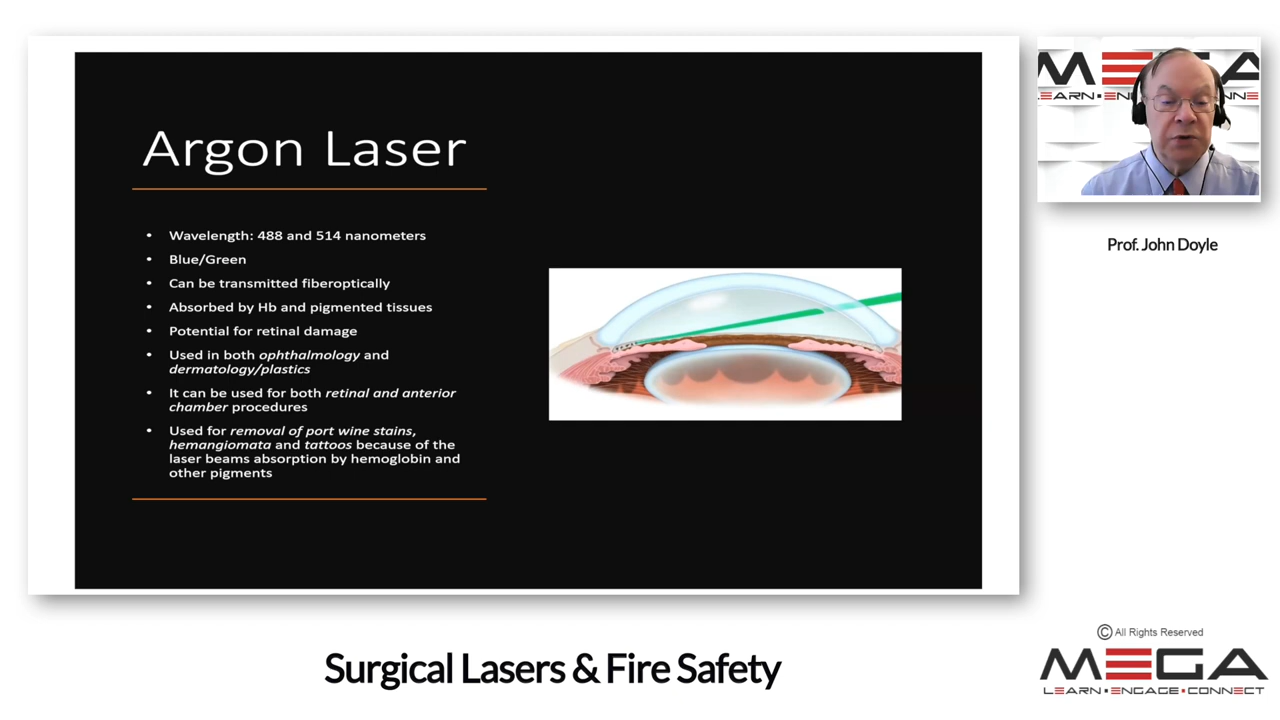 Argon Laser
• Wavelength: 488 and 514 nanometers
• Blue/Green
• Can be transmitted fiberoptically
• Absorbed by Hb and pigmented tissues
• Potential for retinal damage
• Used in both ophthalmology and
dermatology/plastics
• It can be used for both retinal and anterior
chamber procedures
• Used for removal of port wine stains,
hemangiomata and tattoos because of the
laser beams absorption by hemoglobin and
other pigments
Prof. John Doyle
Surgical Lasers & Fire Safety
© All Rights Reserved
MEGA
LEARN▪ENGAGE▪CONNECT